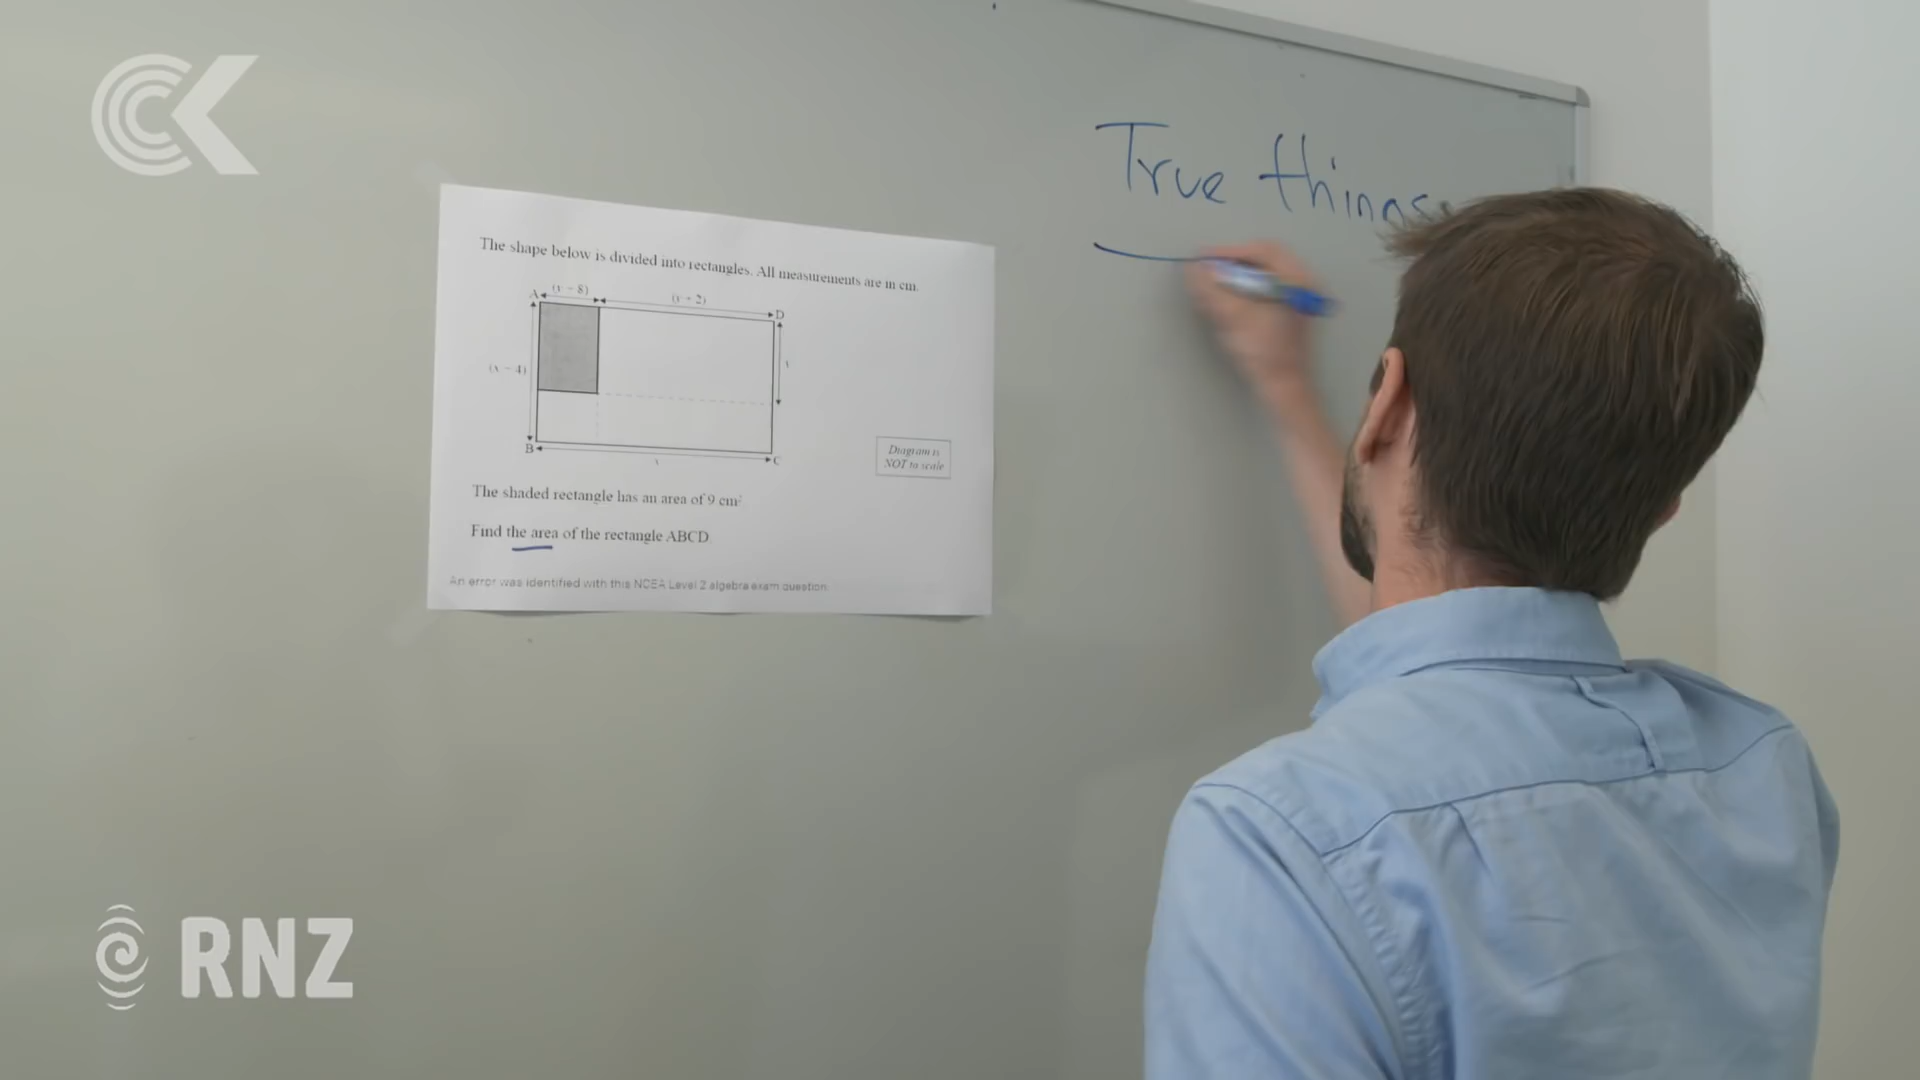 CK
True things
The shape below is divided into rectangles. All measurements are in cm.
A
(x - 8)
(x + 2)
D
(x - 4)
B
C
Diagram is
NOT to scale
The shaded rectangle has an area of 9 cm²
Find the area of the rectangle ABCD
An error was identified with this NCEA Level 2 algebra exam question.
RNZ